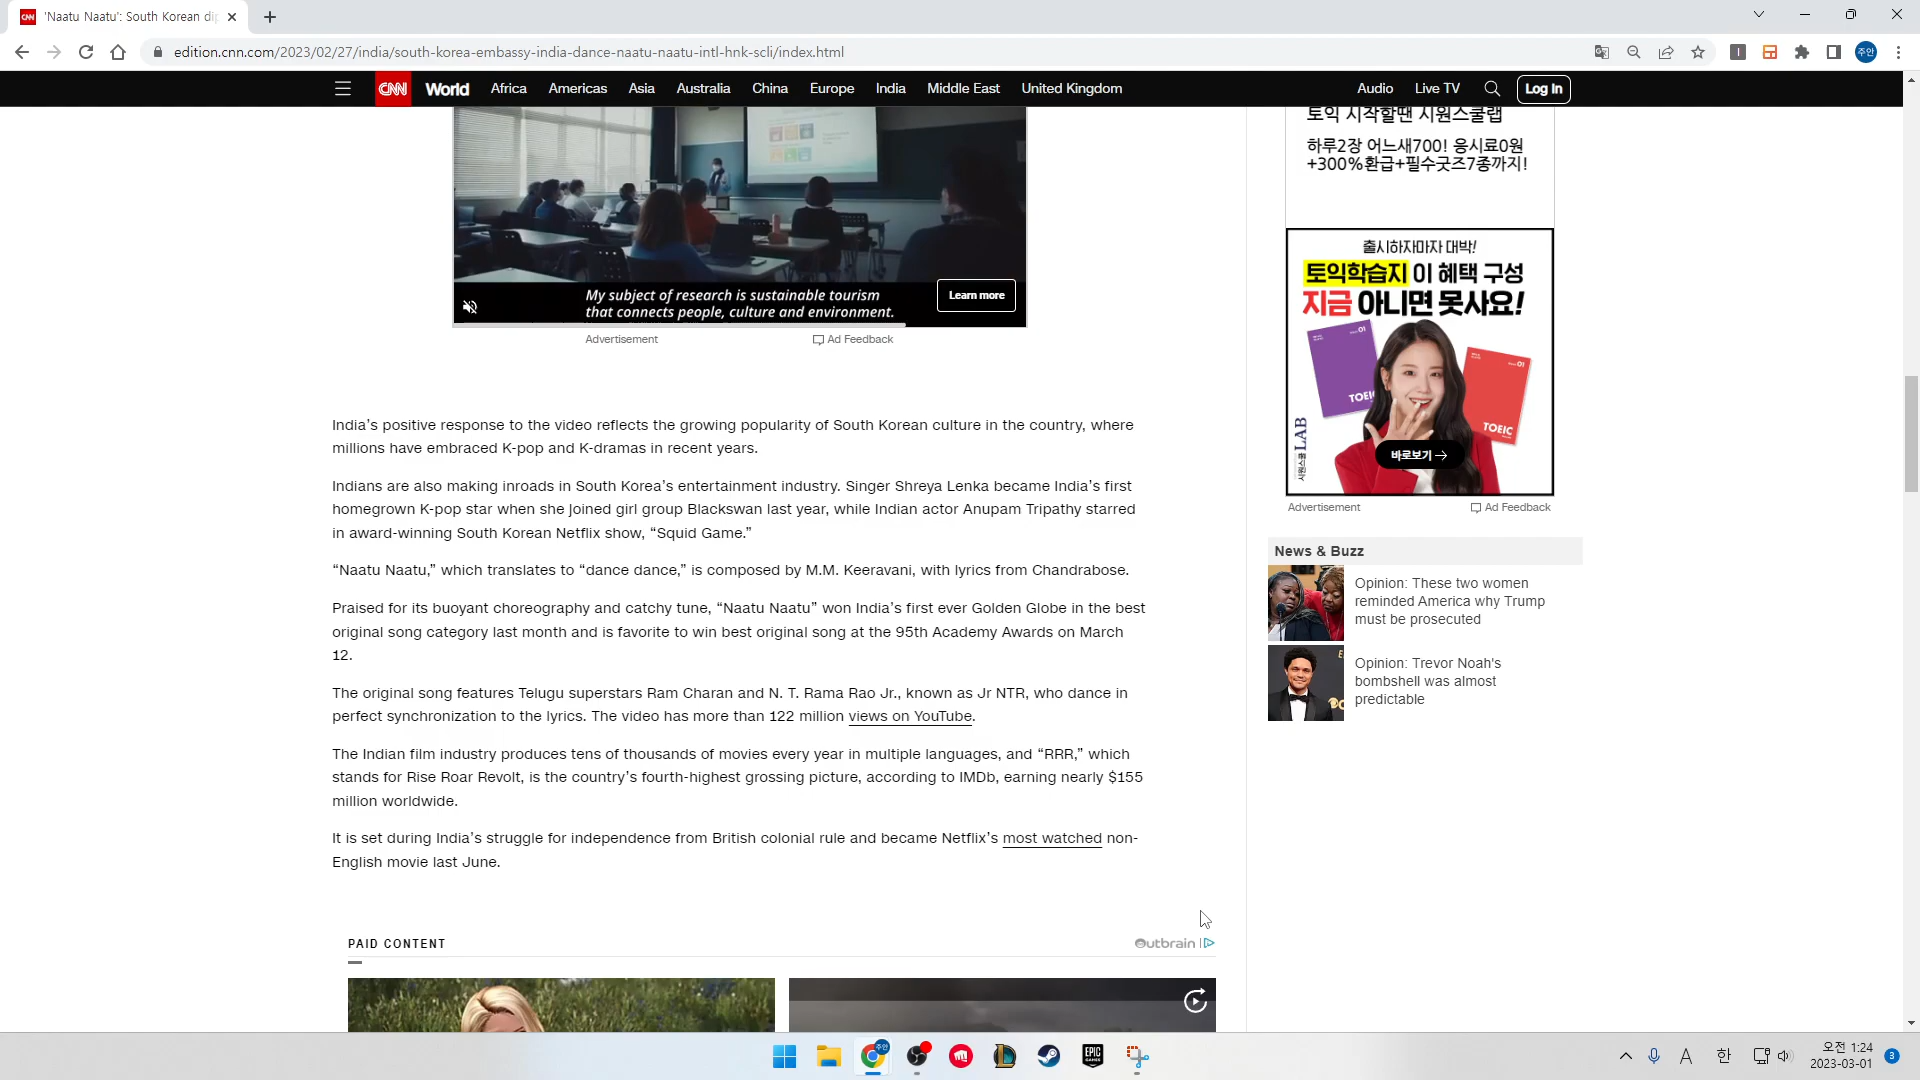 'Naatu Naatu': South Korean di
edition.cnn.com/2023/02/27/india/south-korea-embassy-india-dance-naatu-naatu-intl-hnk-scli/index.html
주안
CNN World Africa Americas Asia Australia China Europe India Middle East United Kingdom Audio Live TV Log In
My subject of research is sustainable tourism
that connects people, culture and environment.
Learn more
Advertisement Ad Feedback
India’s positive response to the video reflects the growing popularity of South Korean culture in the country, where
millions have embraced K-pop and K-dramas in recent years.
Indians are also making inroads in South Korea’s entertainment industry. Singer Shreya Lenka became India’s first
homegrown K-pop star when she joined girl group Blackswan last year, while Indian actor Anupam Tripathy starred
in award-winning South Korean Netflix show, “Squid Game.”
“Naatu Naatu,” which translates to “dance dance,” is composed by M.M. Keeravani, with lyrics from Chandrabose.
Praised for its buoyant choreography and catchy tune, “Naatu Naatu” won India’s first ever Golden Globe in the best
original song category last month and is favorite to win best original song at the 95th Academy Awards on March
12.
The original song features Telugu superstars Ram Charan and N. T. Rama Rao Jr., known as Jr NTR, who dance in
perfect synchronization to the lyrics. The video has more than 122 million views on YouTube.
The Indian film industry produces tens of thousands of movies every year in multiple languages, and “RRR,” which
stands for Rise Roar Revolt, is the country’s fourth-highest grossing picture, according to IMDb, earning nearly $155
million worldwide.
It is set during India’s struggle for independence from British colonial rule and became Netflix’s most watched non-
English movie last June.
PAID CONTENT
Outbrain
토익 시작할땐 시원스쿨랩
하루2장 어느새700! 응시료0원
+300%환급+필수굿즈7종까지!
출시하자마자 대박!
토익학습지 이 혜택 구성
지금 아니면 못사요!
01
TOEI
01
TOEIC
시원스쿨 LAB
바로보기 →
Advertisement Ad Feedback
News & Buzz
Opinion: These two women
reminded America why Trump
must be prosecuted
Opinion: Trevor Noah's
bombshell was almost
predictable
주안
EPIC
GAMES
A 한
오전 1:24
2023-03-01
3